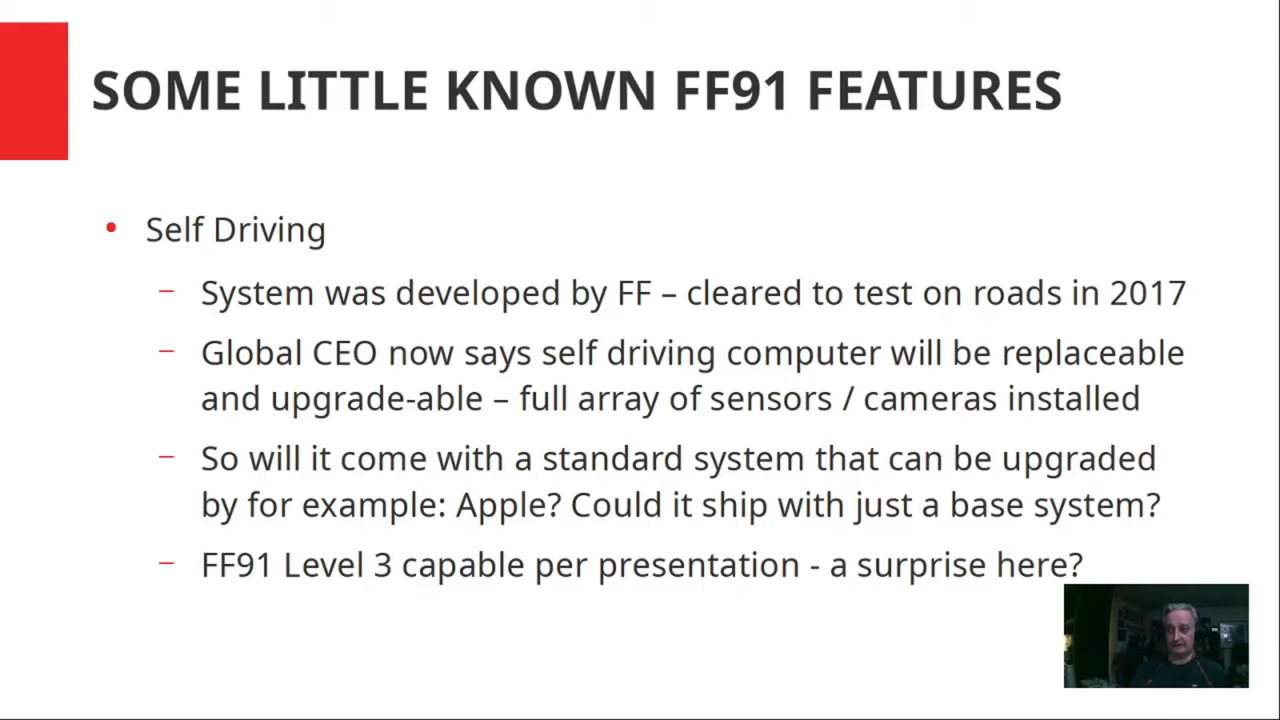 SOME LITTLE KNOWN FF91 FEATURES
• Self Driving
– System was developed by FF – cleared to test on roads in 2017
– Global CEO now says self driving computer will be replaceable
and upgrade-able – full array of sensors / cameras installed
– So will it come with a standard system that can be upgraded
by for example: Apple? Could it ship with just a base system?
– FF91 Level 3 capable per presentation - a surprise here?